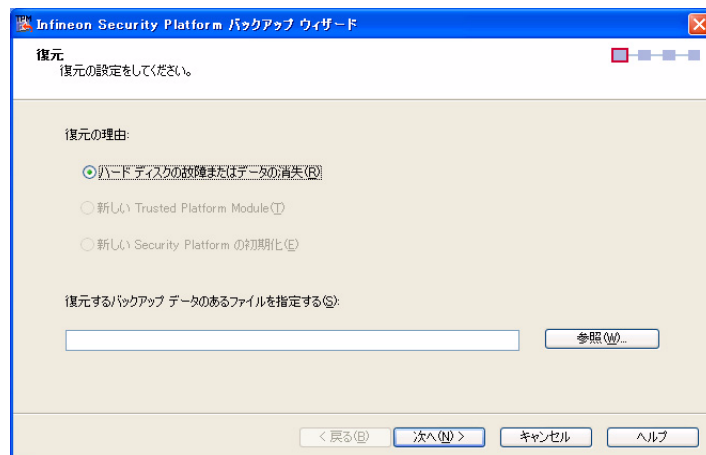 Infineon Security Platform バックアップ ウィザード
復元
復元の設定をしてください。
復元の理由:
ハード ディスクの故障またはデータの消失(R)
新しい Trusted Platform Module(T)
新しい Security Platform の初期化(E)
復元するバックアップ データのあるファイルを指定する(S):
参照(W)...
< 戻る(B)
次へ(N) >
キャンセル
ヘルプ